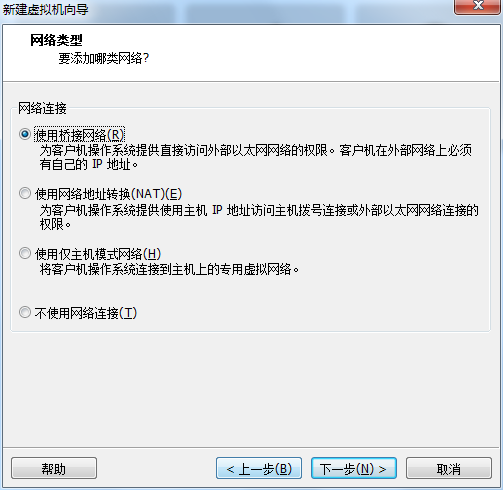 新建虚拟机向导
网络类型
要添加哪类网络?
网络连接
使用桥接网络(R)
为客户机操作系统提供直接访问外部以太网网络的权限。客户机在外部网络上必须
有自己的 IP 地址。
使用网络地址转换(NAT)(E)
为客户机操作系统提供使用主机 IP 地址访问主机拨号连接或外部以太网网络连接的
权限。
使用仅主机模式网络(H)
将客户机操作系统连接到主机上的专用虚拟网络。
不使用网络连接(T)
帮助
< 上一步(B)
下一步(N) >
取消